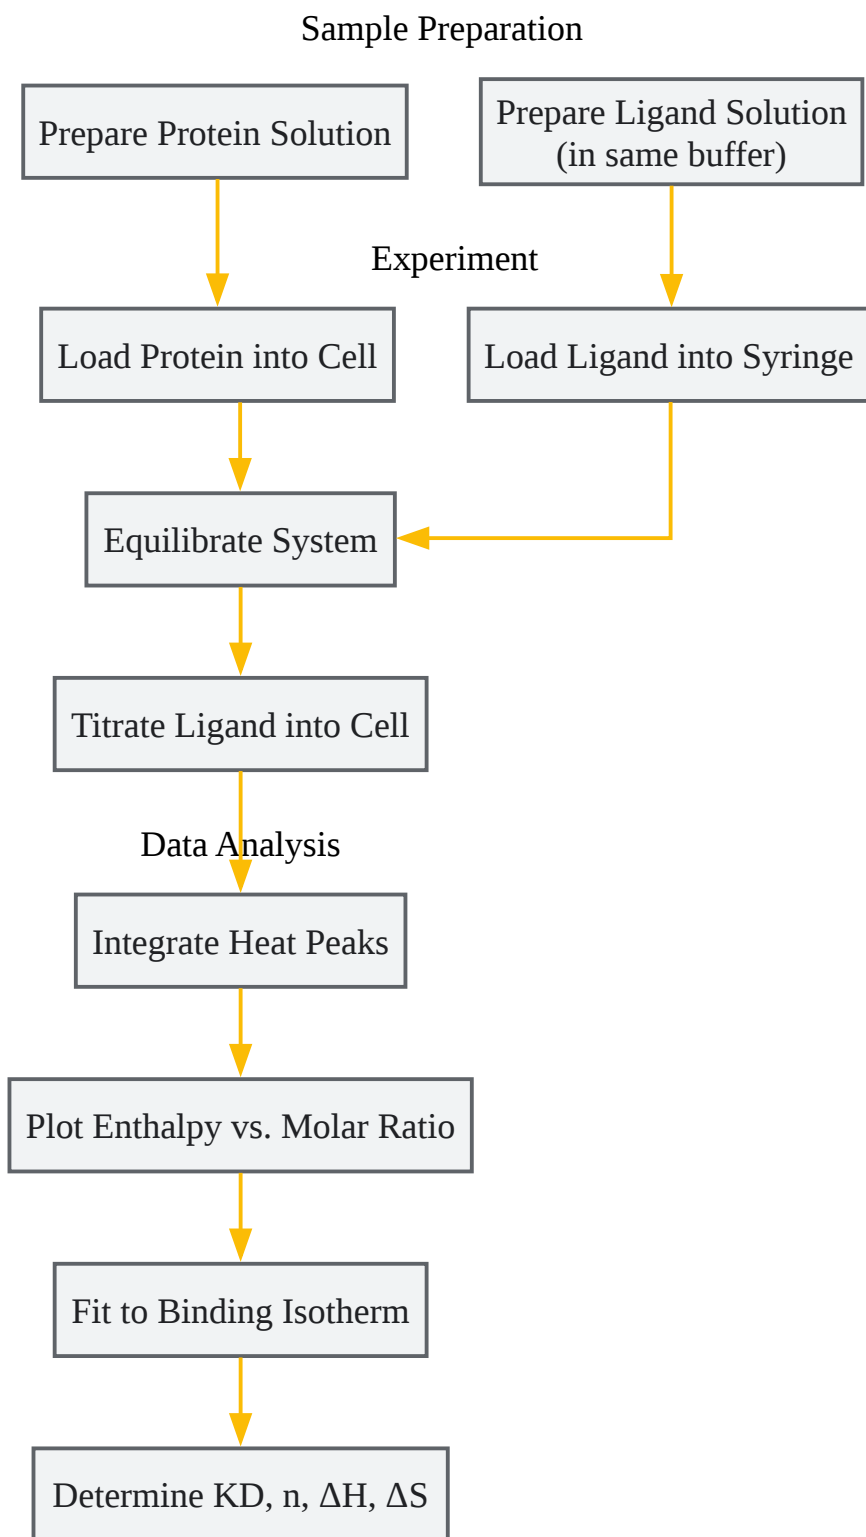 Sample Preparation
Prepare Protein Solution
Prepare Ligand Solution
(in same buffer)
Experiment
Load Protein into Cell
Load Ligand into Syringe
Equilibrate System
Titrate Ligand into Cell
Data Analysis
Integrate Heat Peaks
Plot Enthalpy vs. Molar Ratio
Fit to Binding Isotherm
Determine KD, n, ΔH, ΔS